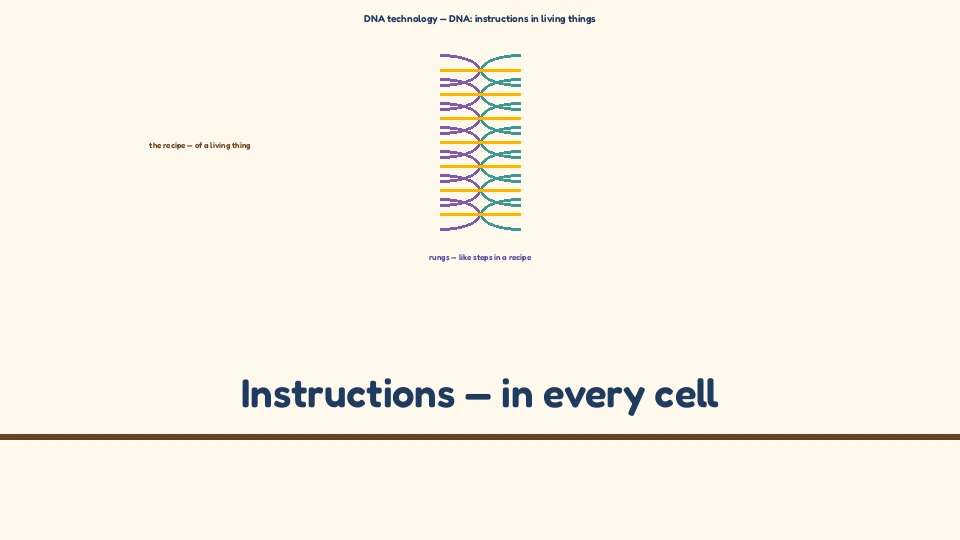 DNA technology — DNA: instructions in living things
the recipe — of a living thing
rungs — like steps in a recipe
Instructions — in every cell